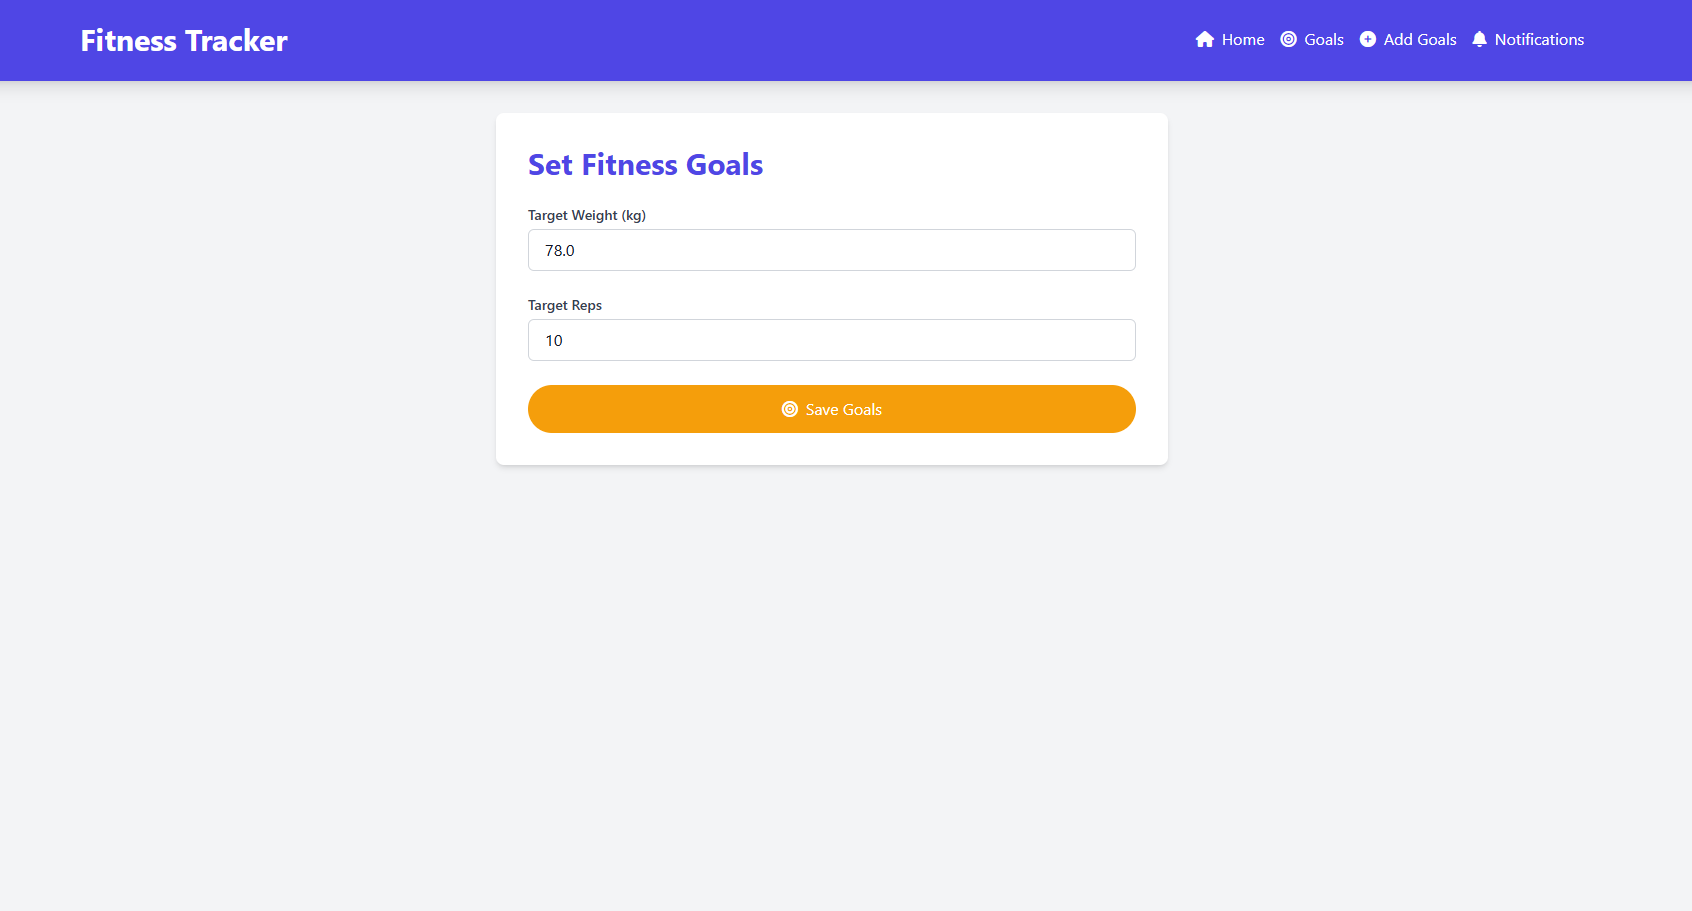 Fitness Tracker
Home Goals Add Goals Notifications
Set Fitness Goals
Target Weight (kg)
78.0
Target Reps
10
Save Goals